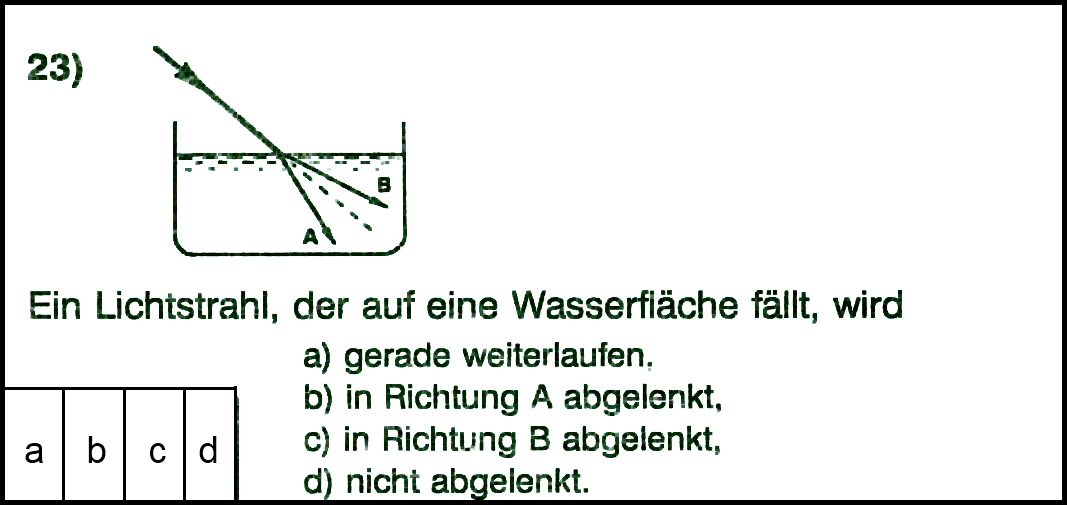 23)
B
A
Ein Lichtstrahl, der auf eine Wasserfläche fällt, wird
a) gerade weiterlaufen.
b) in Richtung A abgelenkt,
c) in Richtung B abgelenkt,
d) nicht abgelenkt.
a b c d